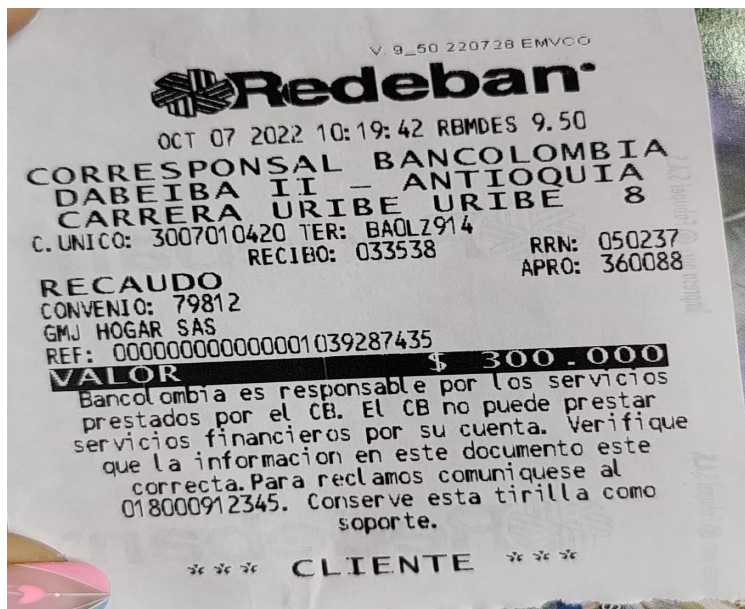 V. 9_50 220728 EMVCO
Redeban
OCT 07 2022 10:19:42 RBMDES 9.50
CORRESPONSAL BANCOLOMBIA
DABEIBA II - ANTIOQUIA
CARRERA URIBE URIBE 8
C. UNICO: 3007010420 TER: BAOLZ914
RECIBO: 033538 RRN: 050237
APRO: 360088
RECAUDO
CONVENIO: 79812
GMJ HOGAR SAS
REF: 000000000000001039287435
VALOR $ 300.000
Bancolombia es responsable por los servicios
prestados por el CB. El CB no puede prestar
servicios financieros por su cuenta. Verifique
que la informacion en este documento este
correcta. Para reclamos comuniquese al
018000912345. Conserve esta tirilla como
soporte.
*** CLIENTE ***